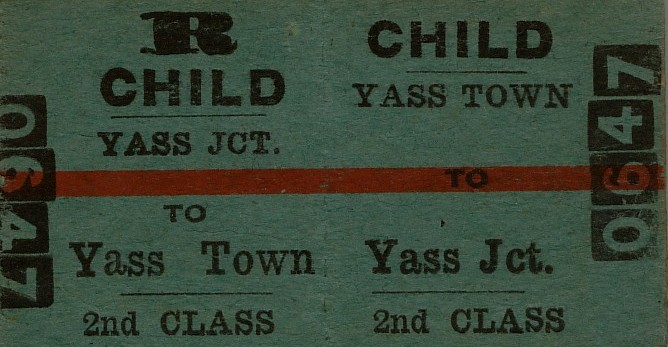 R
CHILD
YASS JCT.
TO
Yass Town
2nd CLASS
CHILD
YASS TOWN
TO
Yass Jct.
2nd CLASS
0647
0647